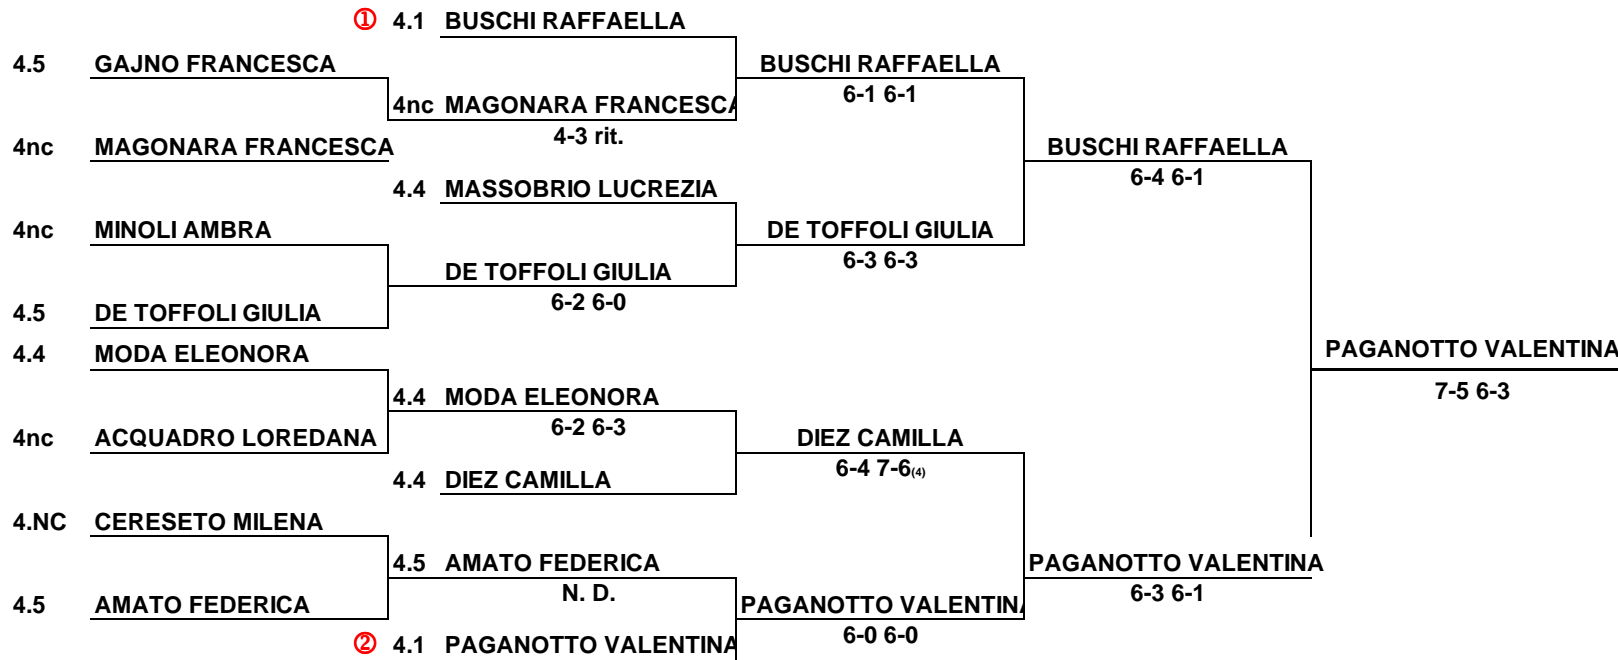 ① 4.1 BUSCHI RAFFAELLA
4.5 GAJNO FRANCESCA BUSCHI RAFFAELLA
6-1 6-1
4nc MAGONARA FRANCESCA
4-3 rit.
4nc MAGONARA FRANCESCA BUSCHI RAFFAELLA
6-4 6-1
4.4 MASSOBRIO LUCREZIA
4nc MINOLI AMBRA DE TOFFOLI GIULIA
6-3 6-3
DE TOFFOLI GIULIA
6-2 6-0
4.5 DE TOFFOLI GIULIA
4.4 MODA ELEONORA PAGANOTTO VALENTINA
7-5 6-3
4.4 MODA ELEONORA
6-2 6-3
4nc ACQUADRO LOREDANA DIEZ CAMILLA
6-4 7-6(4)
4.4 DIEZ CAMILLA
4.NC CERESETO MILENA
4.5 AMATO FEDERICA PAGANOTTO VALENTINA
N. D. 6-3 6-1
4.5 AMATO FEDERICA PAGANOTTO VALENTINA
6-0 6-0
② 4.1 PAGANOTTO VALENTINA